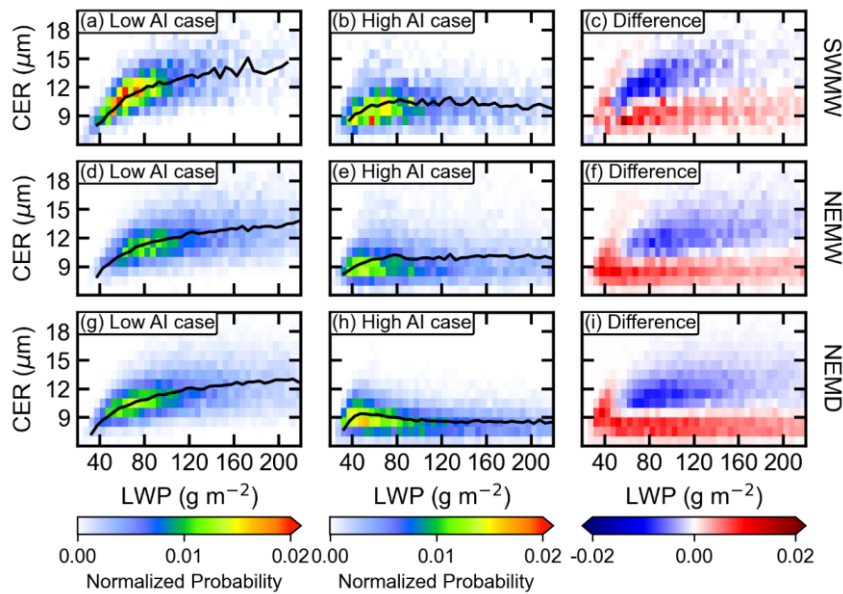 (a) Low AI case (b) High AI case (c) Difference
18
15
12
9
CER (μm)
SWMW
(d) Low AI case (e) High AI case (f) Difference
18
15
12
9
CER (μm)
NEMW
(g) Low AI case (h) High AI case (i) Difference
18
15
12
9
CER (μm)
NEMD
40 80 120 160 200 40 80 120 160 200 40 80 120 160 200
LWP (g m⁻²) LWP (g m⁻²) LWP (g m⁻²)
0.00 0.01 0.02 0.00 0.01 0.02 -0.02 0.00 0.02
Normalized Probability Normalized Probability